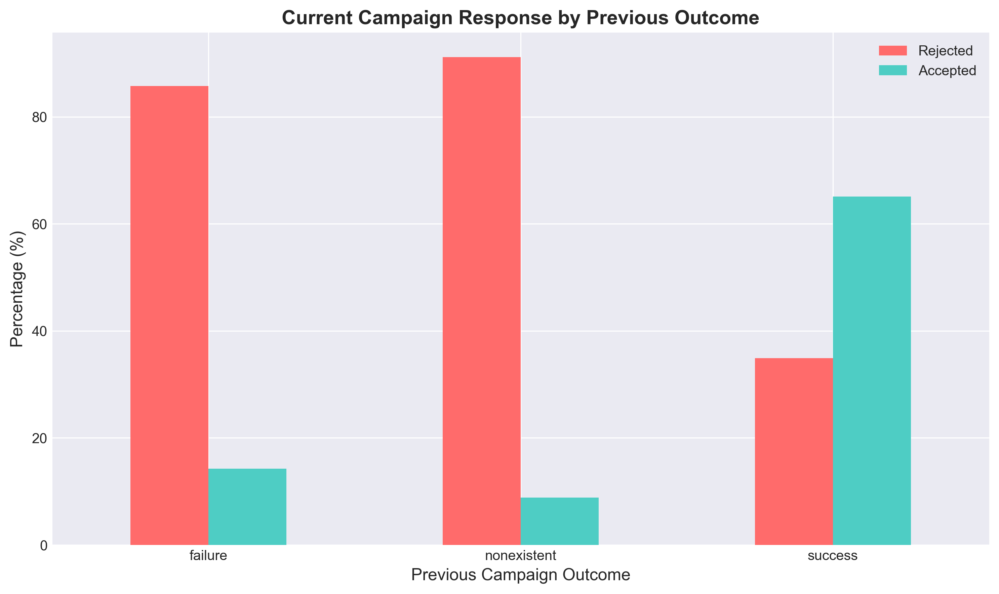 Current Campaign Response by Previous Outcome
Rejected
Accepted
Percentage (%)
80
60
40
20
0
failure nonexistent success
Previous Campaign Outcome